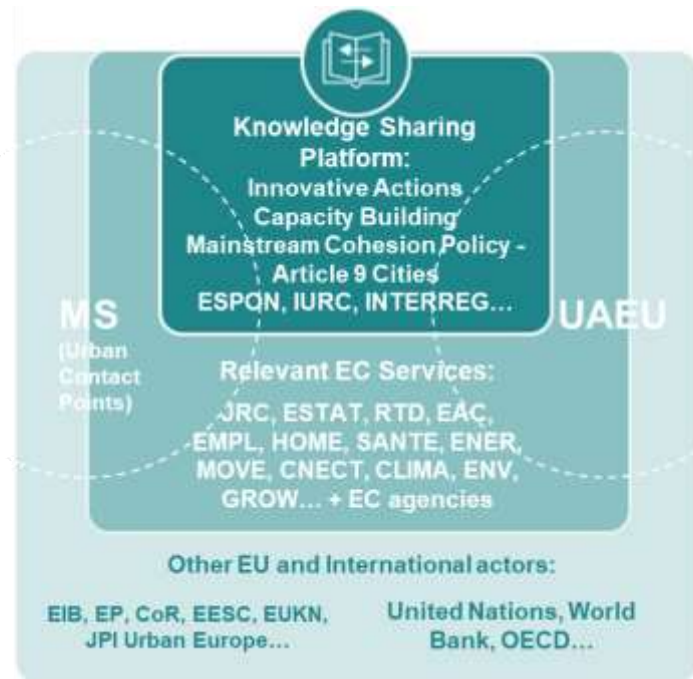 Knowledge Sharing
Platform:
Innovative Actions
Capacity Building
Mainstream Cohesion Policy -
Article 9 Cities
ESPON, IURC, INTERREG...
MS
(Urban
Contact
Points)
UAEU
Relevant EC Services:
JRC, ESTAT, RTD, EAC,
EMPL, HOME, SANTE, ENER,
MOVE, CNECT, CLIMA, ENV,
GROW... + EC agencies
Other EU and International actors:
EIB, EP, CoR, EESC, EUKN,
JPI Urban Europe...
United Nations, World
Bank, OECD...